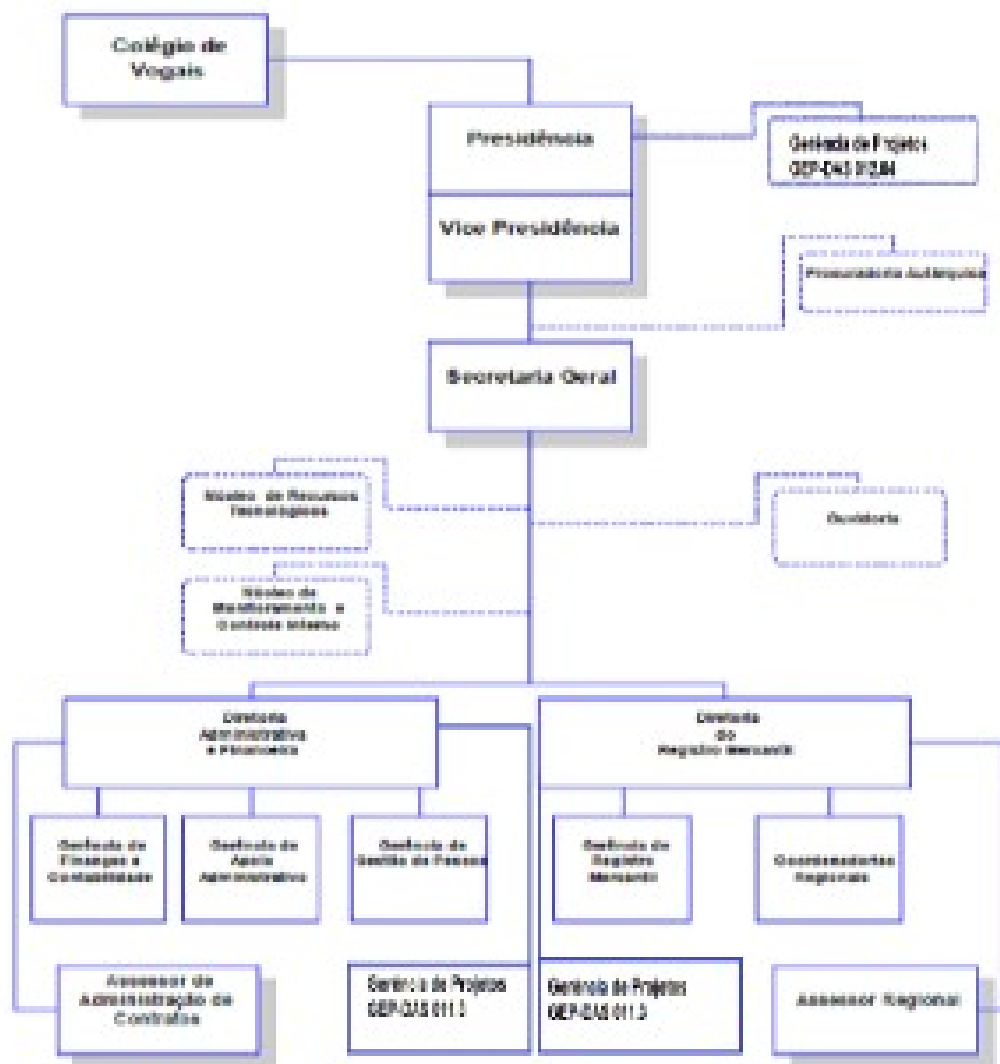 Colégio de
Vogais
Presidência
Gerência de Projetos
GEP-DAS
Vice Presidência
Procuradoria Autárquica
Secretaria Geral
Núcleo de Recursos
Tecnológicos
Ouvidoria
Núcleo de
Monitoramento e
Controle Interno
Diretoria
Administrativa
e Financeira
Diretoria
do
Registro Mercantil
Gerência de
Finanças e
Contabilidade
Gerência de
Apoio
Administrativo
Gerência de
Gestão de Pessoa
Gerência de
Registro
Mercantil
Coordenadorias
Regionais
Assessor de
Administração de
Contratos
Gerência de Projetos
GEP-DAS 011.3
Gerência de Projetos
GEP-DAS 011.3
Assessor Regional